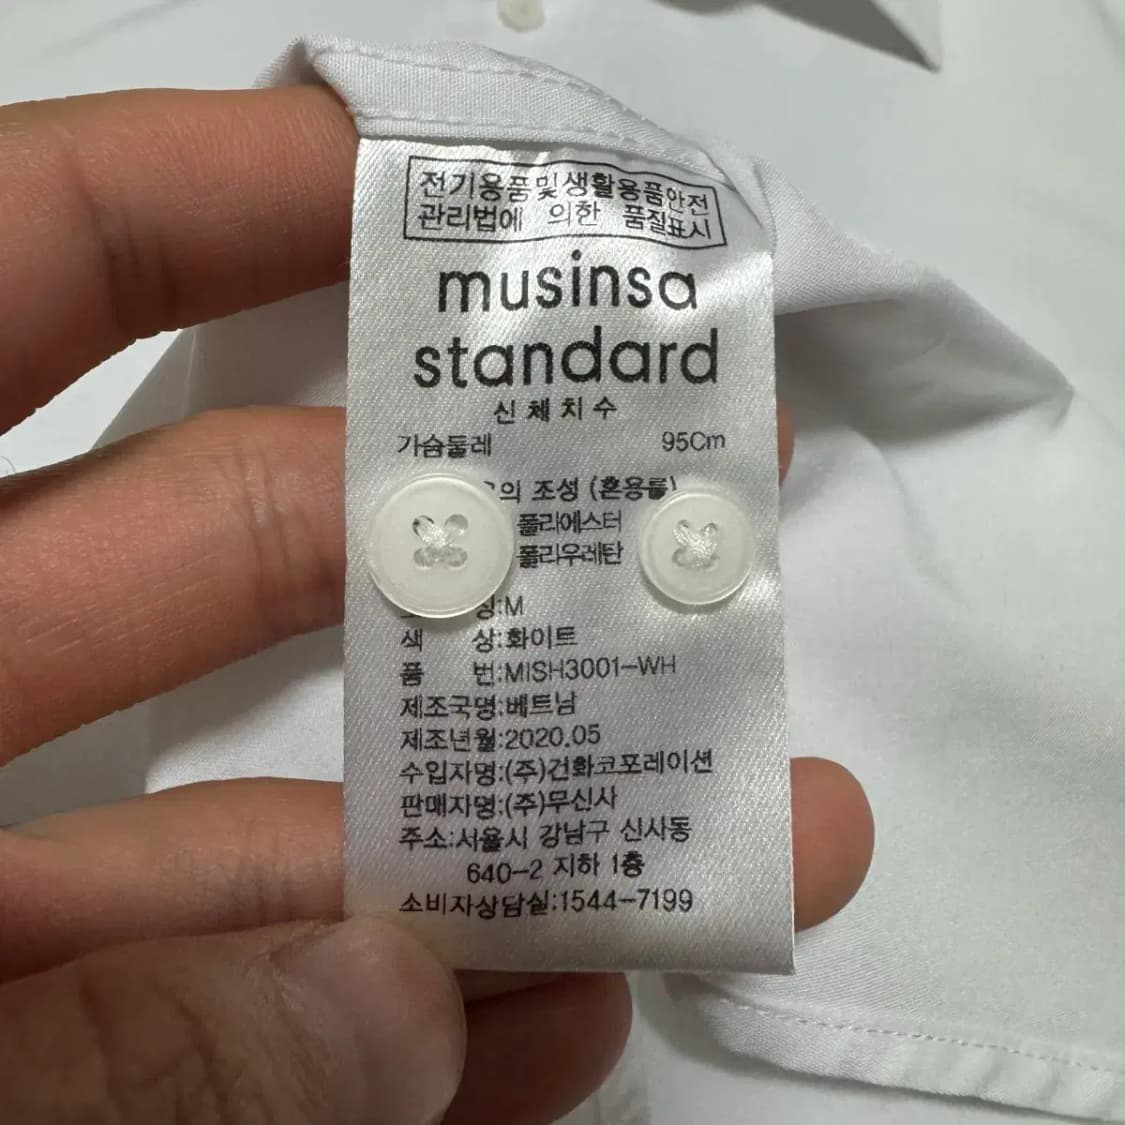 전기용품및생활용품안전
관리법에 의한 품질표시
musinsa
standard
신체치수
가슴둘레 95Cm
의 조성 (혼용률)
폴리에스터
폴리우레탄
징:M
색 상:화이트
품 번:MISH3001-WH
제조국명:베트남
제조년월:2020.05
수입자명:(주)건화코포레이션
판매자명:(주)무신사
주소:서울시 강남구 신사동
640-2 지하 1층
소비자상담실:1544-7199